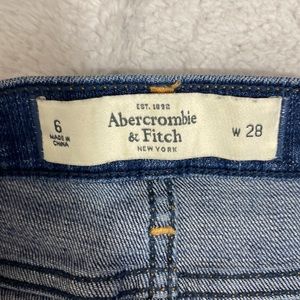 EST. 1892
Abercrombie
& Fitch
NEW YORK
6
MADE IN
CHINA
W 28